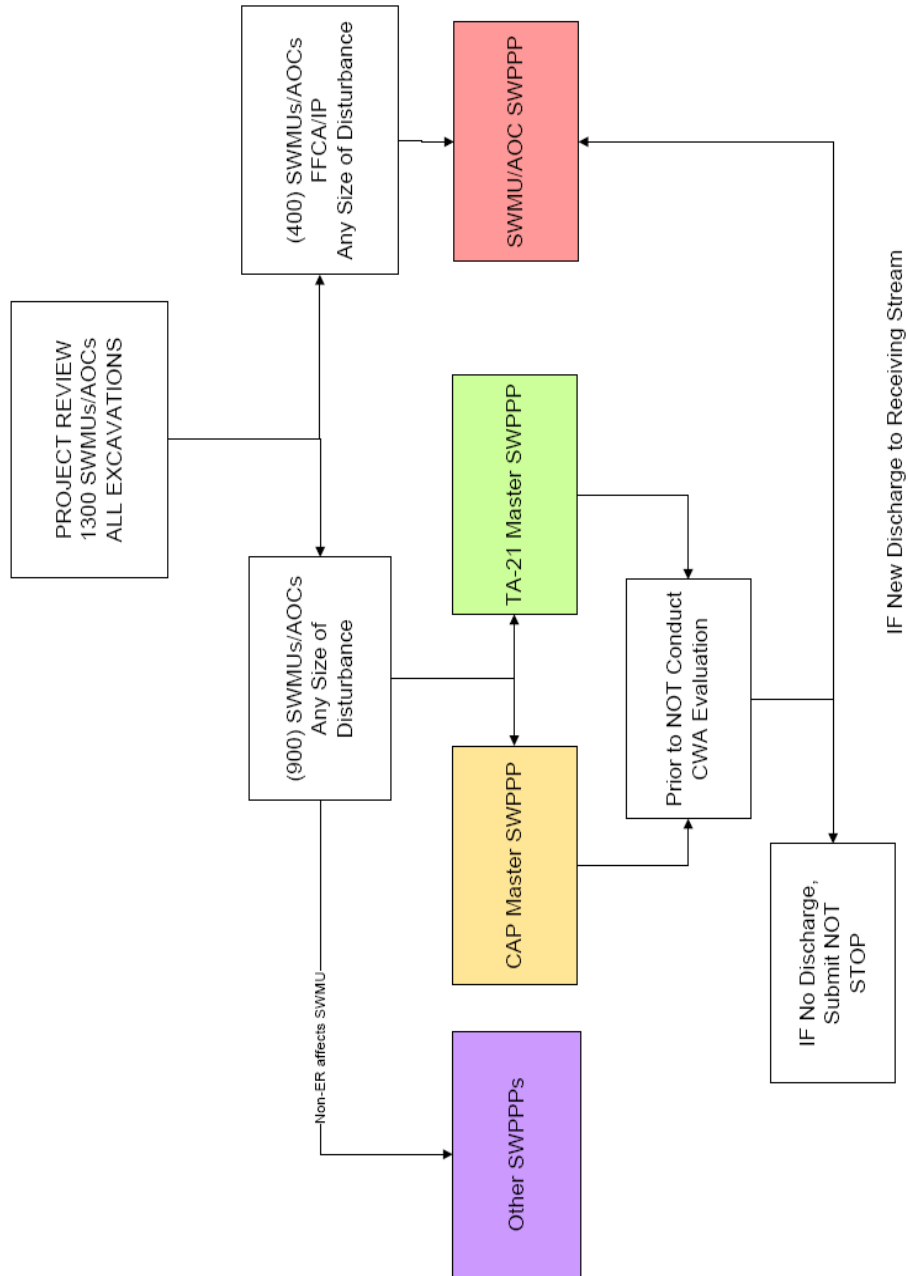 PROJECT REVIEW
1300 SWMUs/AOCs
ALL EXCAVATIONS
(900) SWMUs/AOCs
Any Size of
Disturbance
(400) SWMUs/AOCs
FFCA/IP
Any Size of Disturbance
Non-ER affects SWMU
Other SWPPPs
CAP Master SWPPP
TA-21 Master SWPPP
SWMU/AOC SWPPP
Prior to NOT Conduct
CWA Evaluation
IF No Discharge,
Submit NOT
STOP
IF New Discharge to Receiving Stream